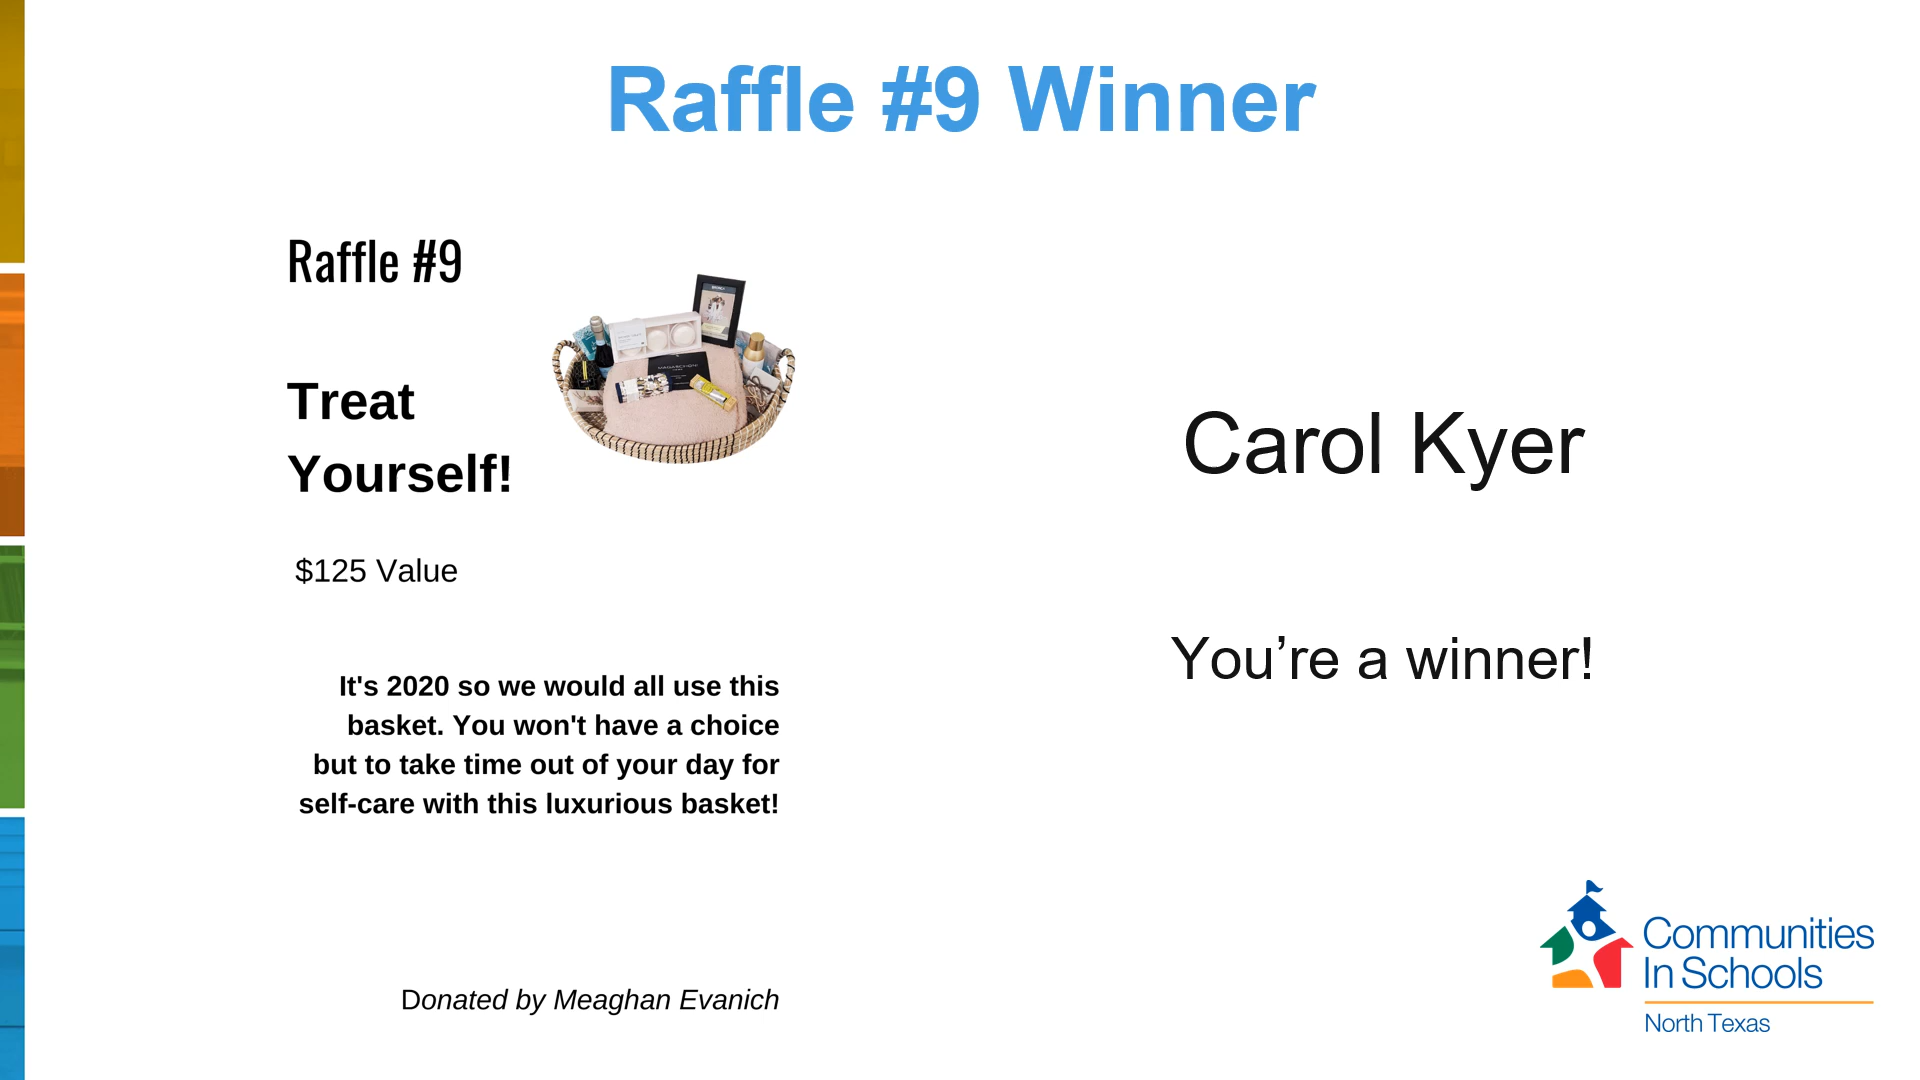 Raffle #9 Winner
Raffle #9
Treat
Yourself!
$125 Value
It's 2020 so we would all use this
basket. You won't have a choice
but to take time out of your day for
self-care with this luxurious basket!
Donated by Meaghan Evanich
Carol Kyer
You’re a winner!
Communities
In Schools
North Texas